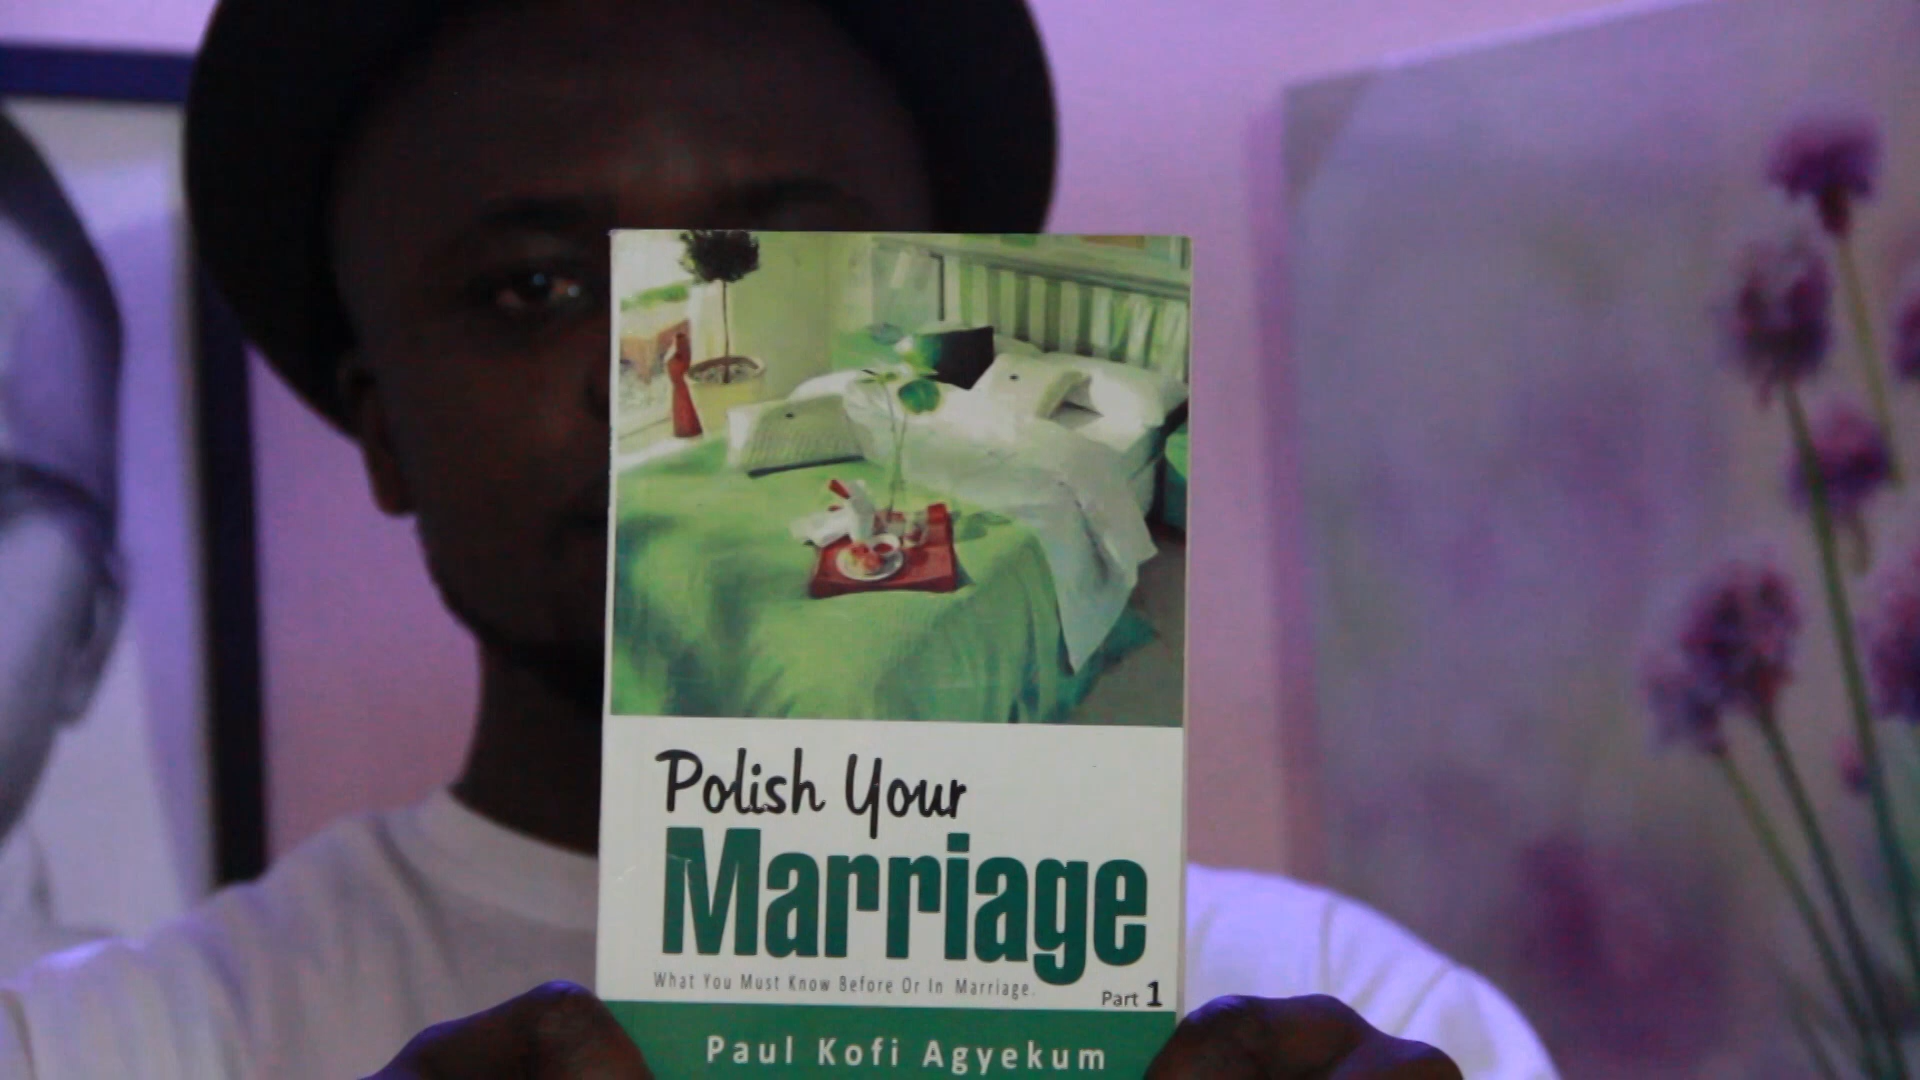 Polish Your
Marriage
What You Must Know Before Or In Marriage.
Part 1
Paul Kofi Agyekum